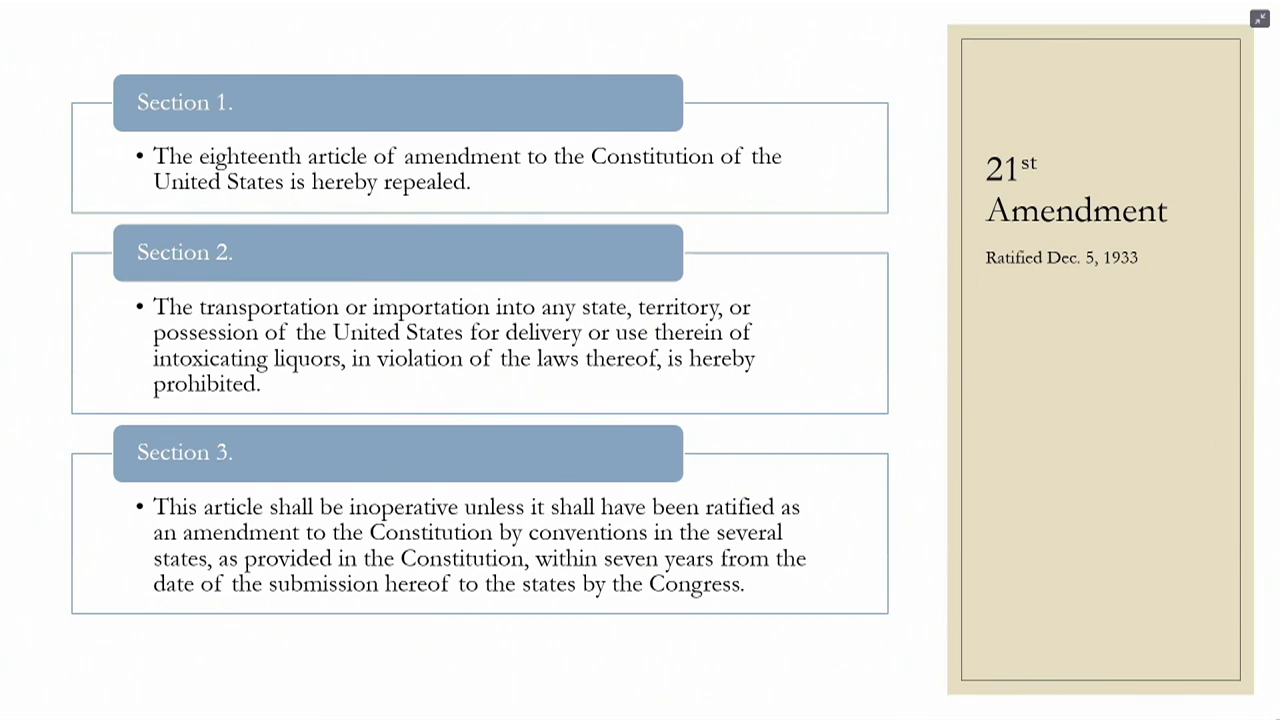 Section 1.
• The eighteenth article of amendment to the Constitution of the
United States is hereby repealed.
Section 2.
• The transportation or importation into any state, territory, or
possession of the United States for delivery or use therein of
intoxicating liquors, in violation of the laws thereof, is hereby
prohibited.
Section 3.
• This article shall be inoperative unless it shall have been ratified as
an amendment to the Constitution by conventions in the several
states, as provided in the Constitution, within seven years from the
date of the submission hereof to the states by the Congress.
21st
Amendment
Ratified Dec. 5, 1933